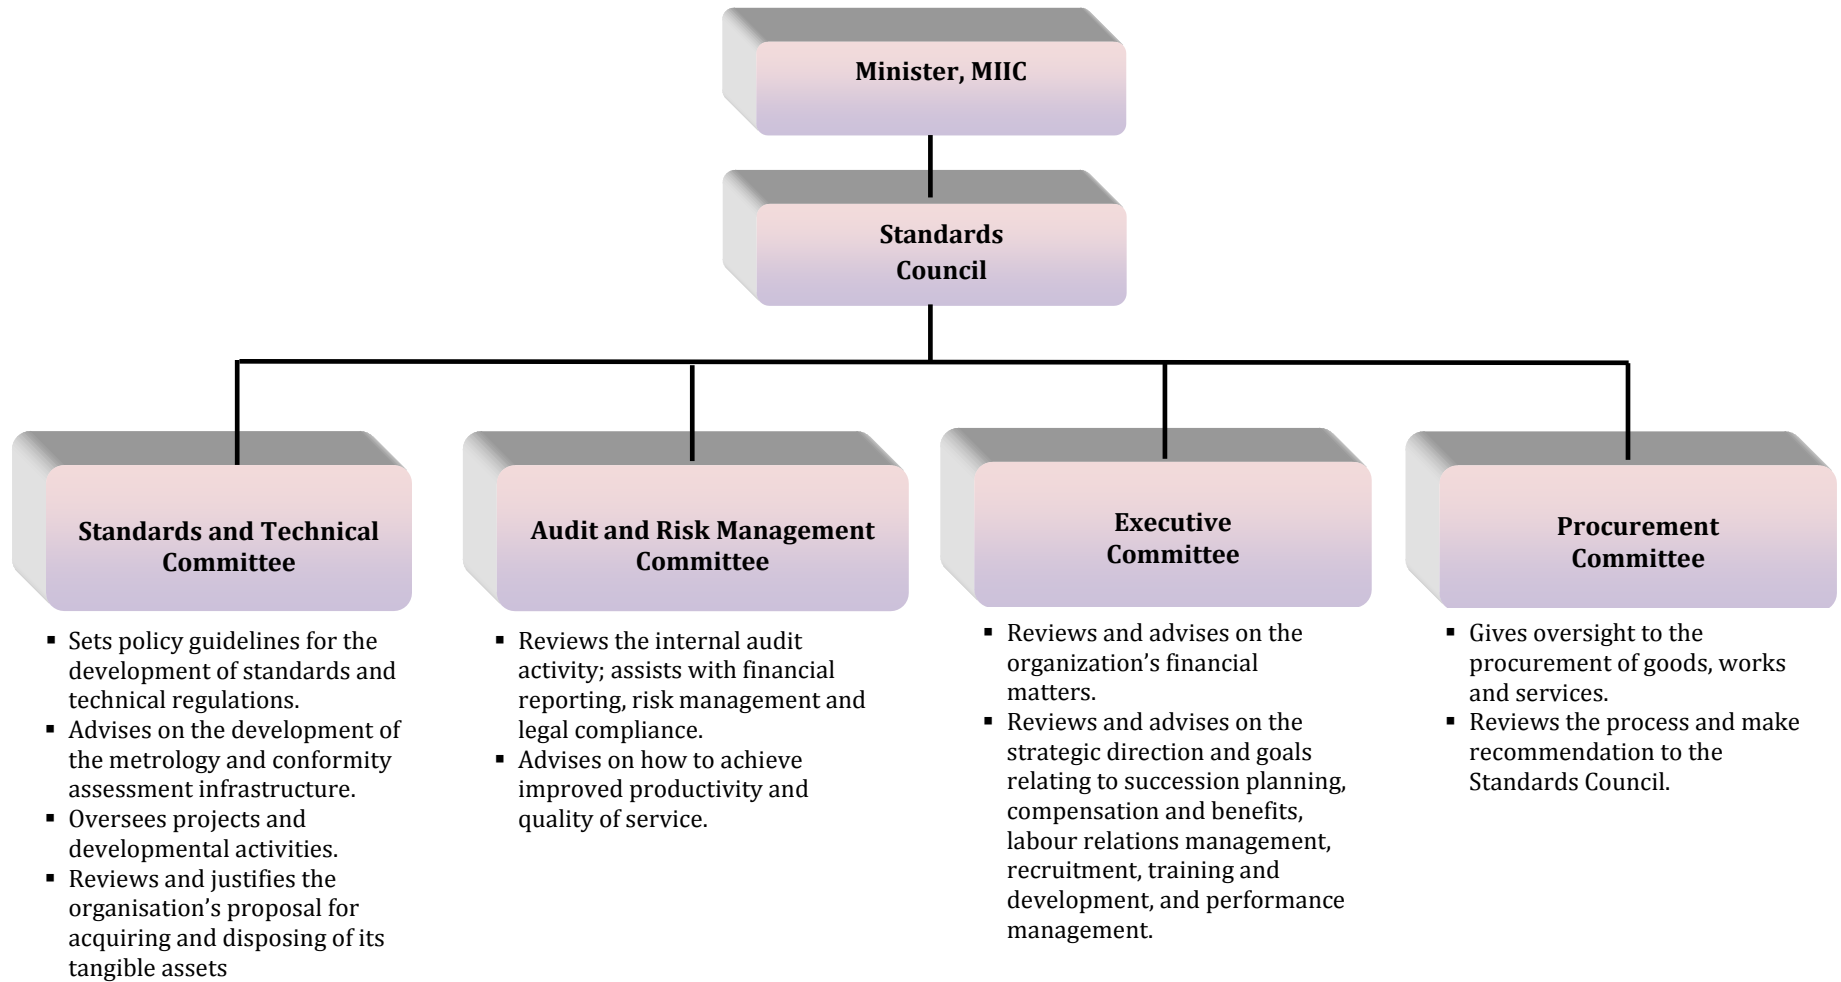 Minister, MIIC
Standards
Council
Standards and Technical
Committee
▪ Sets policy guidelines for the
development of standards and
technical regulations.
▪ Advises on the development of
the metrology and conformity
assessment infrastructure.
▪ Oversees projects and
developmental activities.
▪ Reviews and justifies the
organisation’s proposal for
acquiring and disposing of its
tangible assets
Audit and Risk Management
Committee
▪ Reviews the internal audit
activity; assists with financial
reporting, risk management and
legal compliance.
▪ Advises on how to achieve
improved productivity and
quality of service.
Executive
Committee
▪ Reviews and advises on the
organization’s financial
matters.
▪ Reviews and advises on the
strategic direction and goals
relating to succession planning,
compensation and benefits,
labour relations management,
recruitment, training and
development, and performance
management.
Procurement
Committee
▪ Gives oversight to the
procurement of goods, works
and services.
▪ Reviews the process and make
recommendation to the
Standards Council.